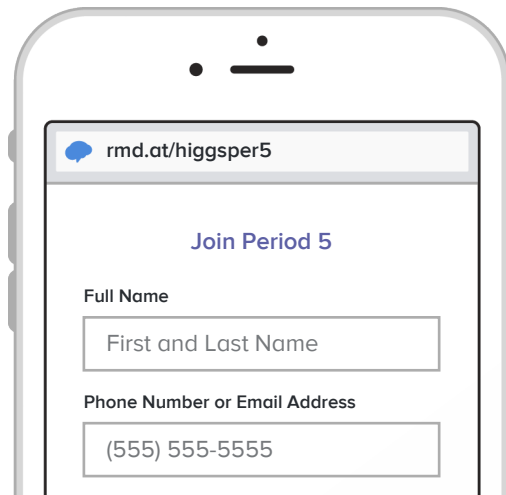 rmd.at/higgsper5
Join Period 5
Full Name
First and Last Name
Phone Number or Email Address
(555) 555-5555